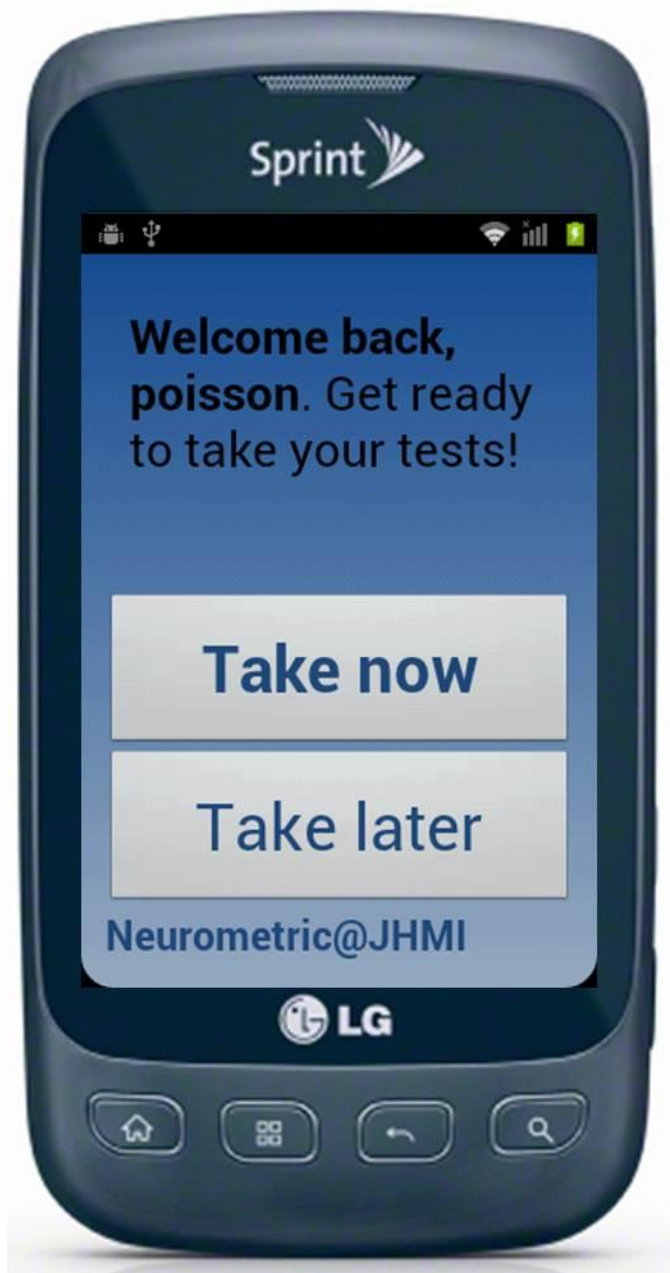 Sprint
Welcome back,
poisson. Get ready
to take your tests!
Take now
Take later
Neurometric@JHMI
LG